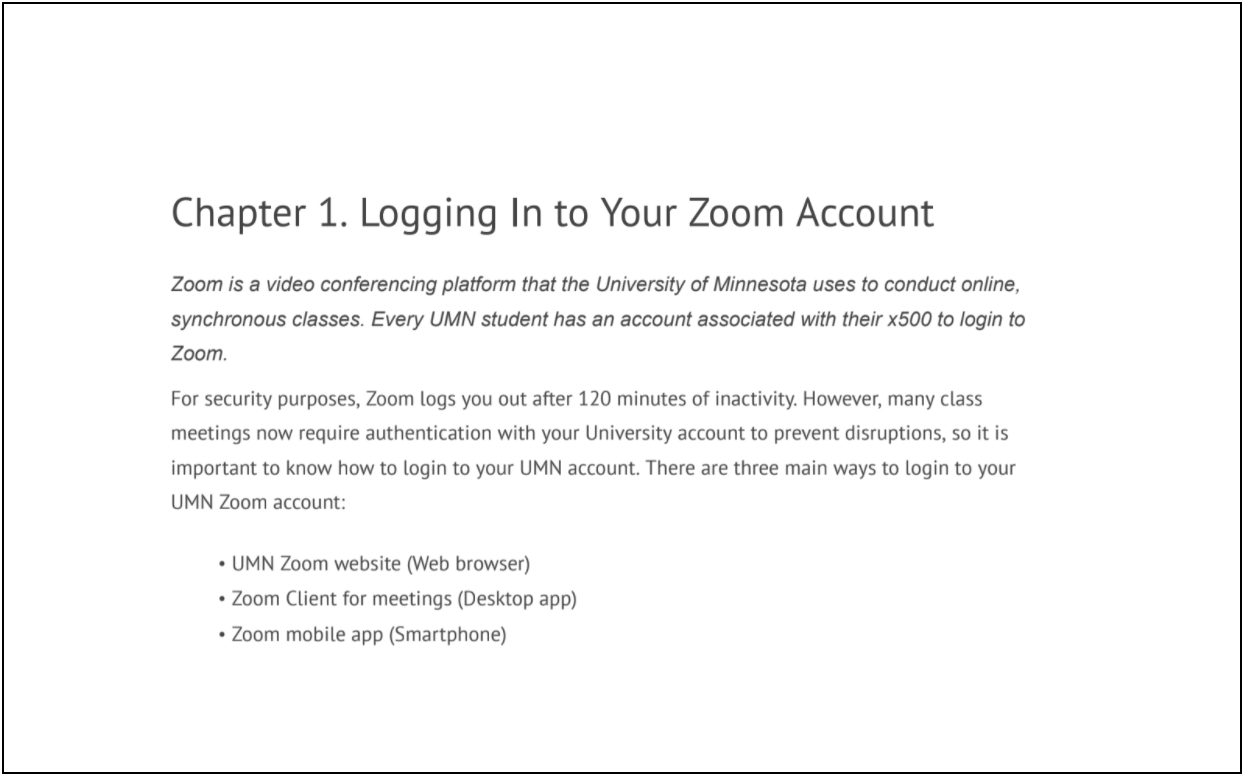 Chapter 1. Logging In to Your Zoom Account
Zoom is a video conferencing platform that the University of Minnesota uses to conduct online,
synchronous classes. Every UMN student has an account associated with their x500 to login to
Zoom.
For security purposes, Zoom logs you out after 120 minutes of inactivity. However, many class
meetings now require authentication with your University account to prevent disruptions, so it is
important to know how to login to your UMN account. There are three main ways to login to your
UMN Zoom account:
• UMN Zoom website (Web browser)
• Zoom Client for meetings (Desktop app)
• Zoom mobile app (Smartphone)